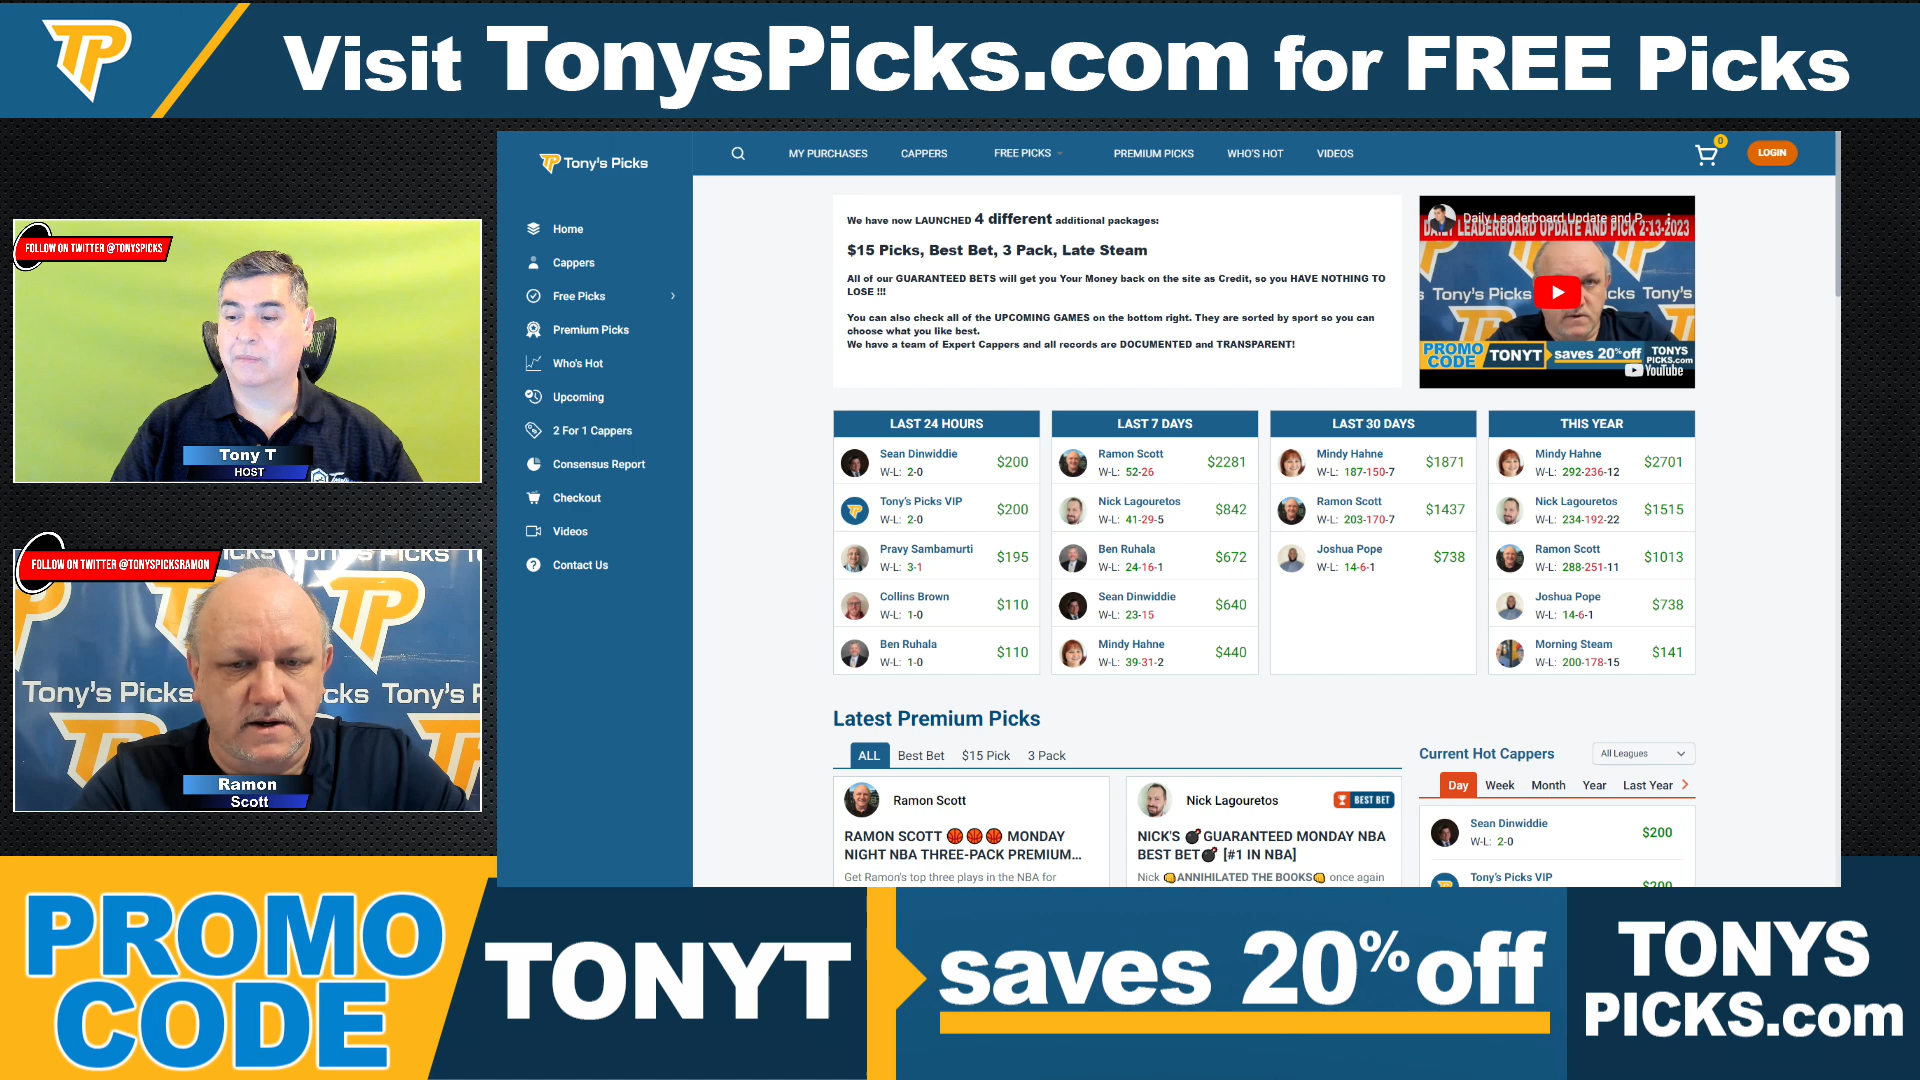 TP
Visit TonysPicks.com for FREE Picks
FOLLOW ON TWITTER @TONYSPICKS
Tony T
HOST
FOLLOW ON TWITTER @TONYSPICKSRAMON
Tony's Picks
Tony's Picks
Ramon
Scott
Tony's Picks
MY PURCHASES
CAPPERS
FREE PICKS
PREMIUM PICKS
WHO'S HOT
VIDEOS
0
LOGIN
Home
Cappers
Free Picks
Premium Picks
Who's Hot
Upcoming
2 For 1 Cappers
Consensus Report
Checkout
Videos
Contact Us
We have now LAUNCHED 4 different additional packages:
$15 Picks, Best Bet, 3 Pack, Late Steam
All of our GUARANTEED BETS will get you Your Money back on the site as Credit, so you HAVE NOTHING TO
LOSE !!!
You can also check all of the UPCOMING GAMES on the bottom right. They are sorted by sport so you can
choose what you like best.
We have a team of Expert Cappers and all records are DOCUMENTED and TRANSPARENT!
Daily Leaderboard Update and P...
DAILY LEADERBOARD UPDATE AND PICK 2-13-2023
Tony's Picks
PROMO CODE TONYT saves 20% off TONYS PICKS.com
YouTube
LAST 24 HOURS
Sean Dinwiddie $200
W-L: 2-0
Tony's Picks VIP $200
W-L: 2-0
Pravy Sambamurti $195
W-L: 3-1
Collins Brown $110
W-L: 1-0
Ben Ruhala $110
W-L: 1-0
LAST 7 DAYS
Ramon Scott $2281
W-L: 52-26
Nick Lagouretos $842
W-L: 41-29-5
Ben Ruhala $672
W-L: 24-16-1
Sean Dinwiddie $640
W-L: 23-15
Mindy Hahne $440
W-L: 39-31-2
LAST 30 DAYS
Mindy Hahne $1871
W-L: 187-150-7
Ramon Scott $1437
W-L: 203-170-7
Joshua Pope $738
W-L: 14-6-1
THIS YEAR
Mindy Hahne $2701
W-L: 292-236-12
Nick Lagouretos $1515
W-L: 234-192-22
Ramon Scott $1013
W-L: 288-251-11
Joshua Pope $738
W-L: 14-6-1
Morning Steam $141
W-L: 200-178-15
Latest Premium Picks
ALL
Best Bet
$15 Pick
3 Pack
Ramon Scott
RAMON SCOTT 🏀🏀🏀 MONDAY
NIGHT NBA THREE-PACK PREMIUM...
Get Ramon's top three plays in the NBA for
Nick Lagouretos
BEST BET
NICK'S 💣GUARANTEED MONDAY NBA
BEST BET💣 [#1 IN NBA]
Nick 👊ANNIHILATED THE BOOKS👊 once again
Current Hot Cappers
All Leagues
Day
Week
Month
Year
Last Year
Sean Dinwiddie $200
W-L: 2-0
Tony's Picks VIP $200
PROMO
CODE
TONYT
saves 20% off
TONYS
PICKS.com